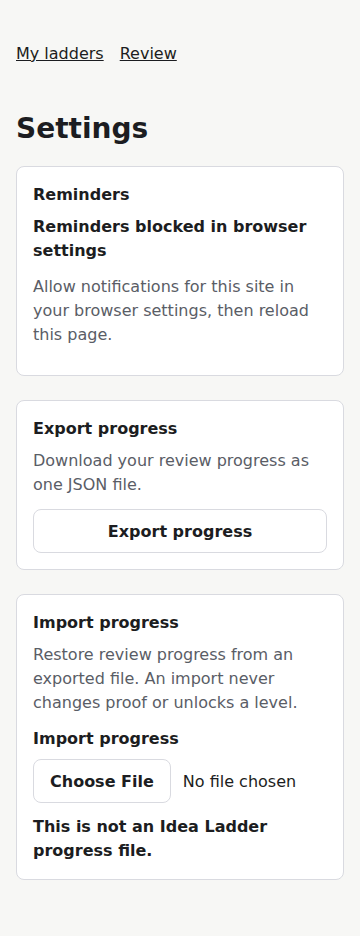 My ladders Review
Settings
Reminders
Reminders blocked in browser
settings
Allow notifications for this site in
your browser settings, then reload
this page.
Export progress
Download your review progress as
one JSON file.
Export progress
Import progress
Restore review progress from an
exported file. An import never
changes proof or unlocks a level.
Import progress
Choose File No file chosen
This is not an Idea Ladder
progress file.